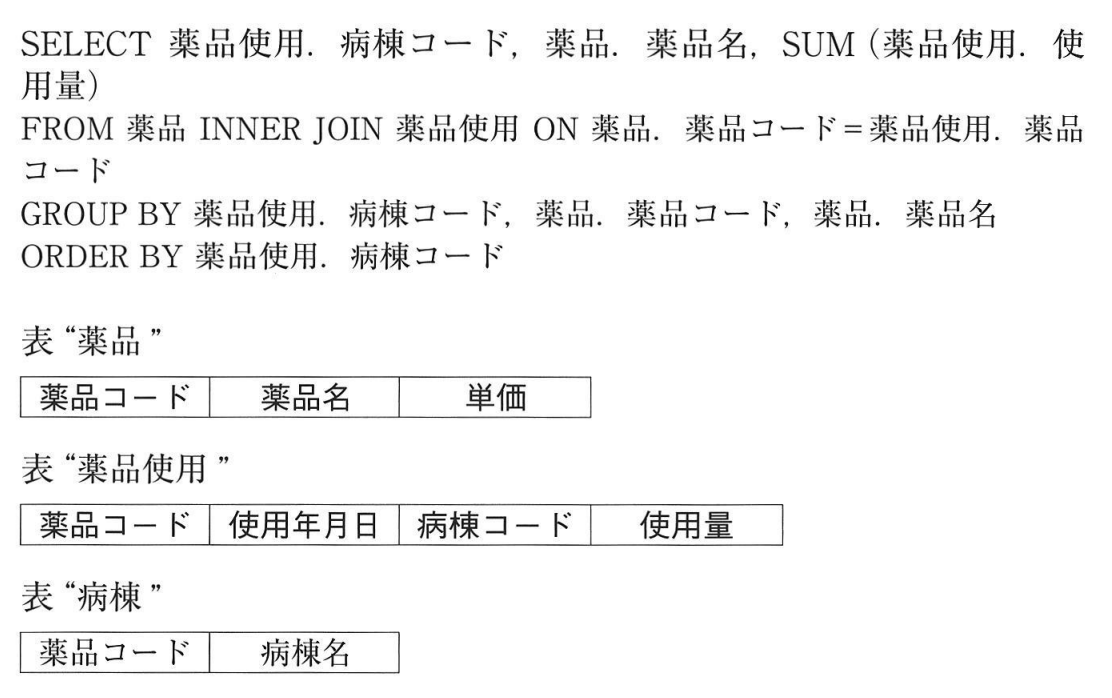 SELECT 薬品使用. 病棟コード, 薬品. 薬品名, SUM (薬品使用. 使
用量)
FROM 薬品 INNER JOIN 薬品使用 ON 薬品. 薬品コード=薬品使用. 薬品
コード
GROUP BY 薬品使用. 病棟コード, 薬品. 薬品コード, 薬品. 薬品名
ORDER BY 薬品使用. 病棟コード
表 “薬品 ”
薬品コード 薬品名 単価
表 “薬品使用 ”
薬品コード 使用年月日 病棟コード 使用量
表 “病棟 ”
薬品コード 病棟名